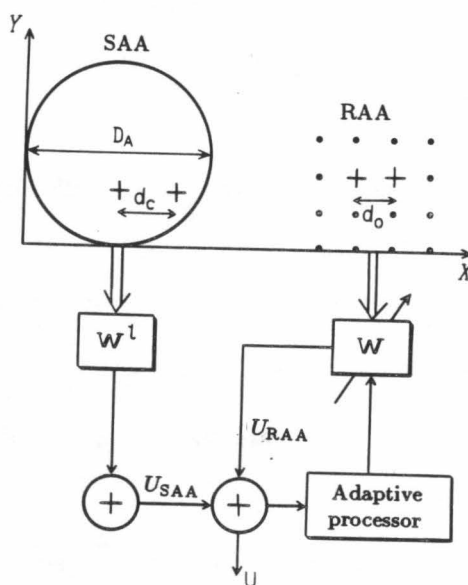 Y
SAA
RAA
D_A
d_c
d_o
X
W^l
W
U_RAA
U_SAA
Adaptive
processor
U